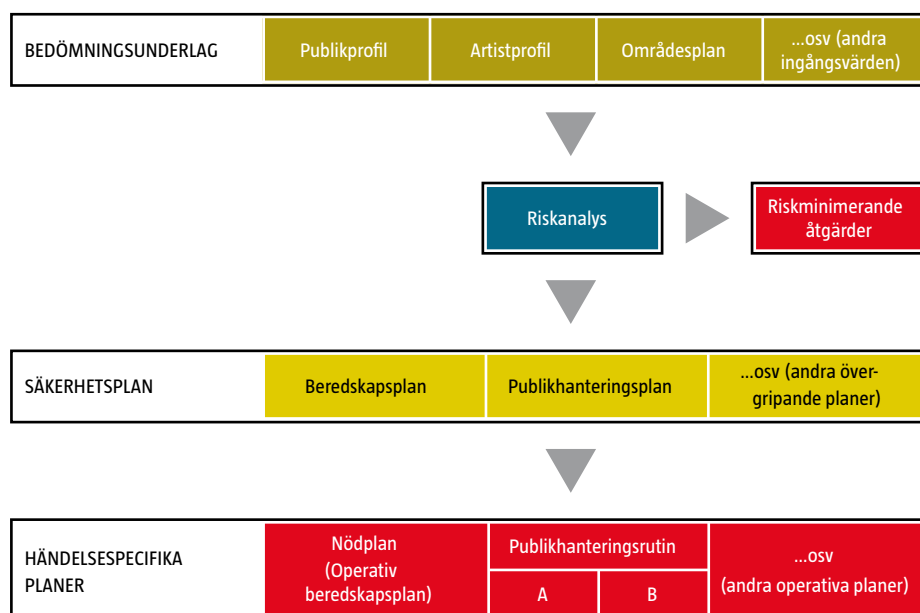 BEDÖMNINGSUNDERLAG
Publikprofil
Artistprofil
Områdesplan
...osv (andra
ingångsvärden)
Riskanalys
Riskminimerande
åtgärder
SÄKERHETSPLAN
Beredskapsplan
Publikhanteringsplan
...osv (andra över-
gripande planer)
HÄNDELSESPECIFIKA
PLANER
Nödplan
(Operativ
beredskapsplan)
Publikhanteringsrutin
A
B
...osv
(andra operativa planer)